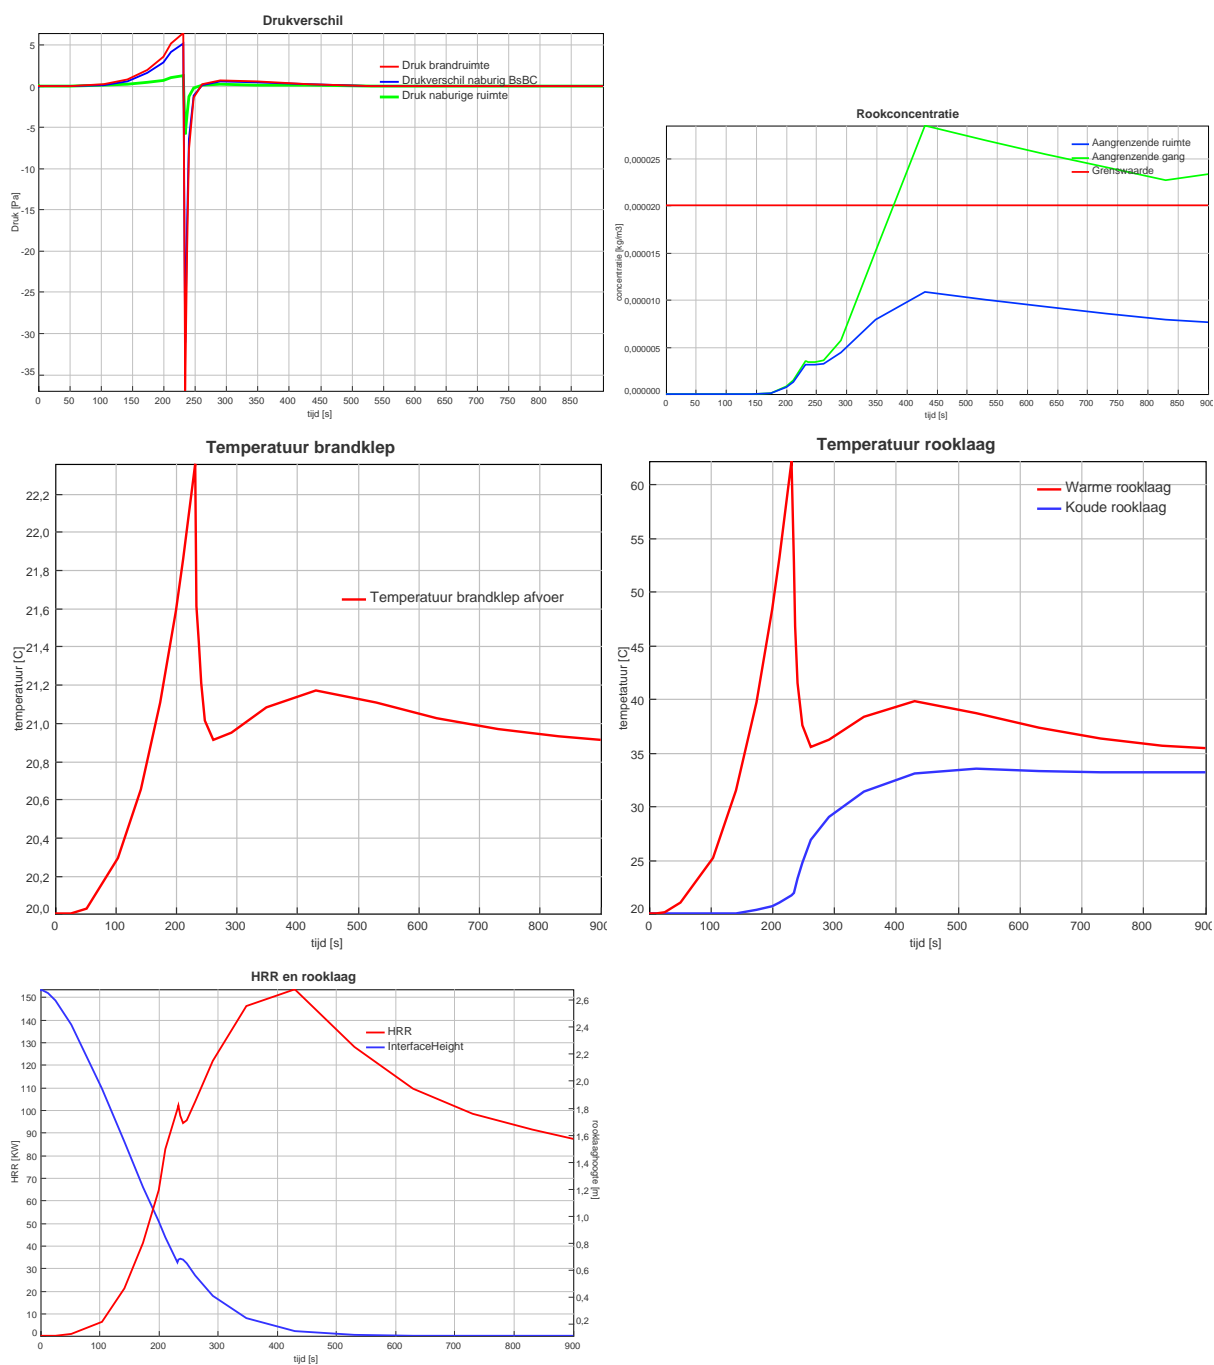 Drukverschil
5
0
-5
-10
-15
-20
-25
-30
-35
Druk [Pa]
Druk brandruimte
Drukverschil naburig BsBC
Druk naburige ruimte
0 50 100 150 200 250 300 350 400 450 500 550 600 650 700 750 800 850
tijd [s]
Rookconcentratie
0,000025
0,000020
0,000015
0,000010
0,000005
0,000000
concentratie [kg/m3]
Aangrenzende ruimte
Aangrenzende gang
Grenswaarde
0 50 100 150 200 250 300 350 400 450 500 550 600 650 700 750 800 850 900
tijd [s]
Temperatuur brandklep
22,2
22,0
21,8
21,6
21,4
21,2
21,0
20,8
20,6
20,4
20,2
20,0
temperatuur [C]
Temperatuur brandklep afvoer
0 100 200 300 400 500 600 700 800 900
tijd [s]
Temperatuur rooklaag
60
55
50
45
40
35
30
25
20
tempetatuur [C]
Warme rooklaag
Koude rooklaag
0 100 200 300 400 500 600 700 800 900
tijd [s]
HRR en rooklaag
150
140
130
120
110
100
90
80
70
60
50
40
30
20
10
0
HRR [KW]
HRR
InterfaceHeight
2,6
2,4
2,2
2,0
1,8
1,6
1,4
1,2
1,0
0,8
0,6
0,4
0,2
rooklaaghoogte [m]
0 100 200 300 400 500 600 700 800 900
tijd [s]